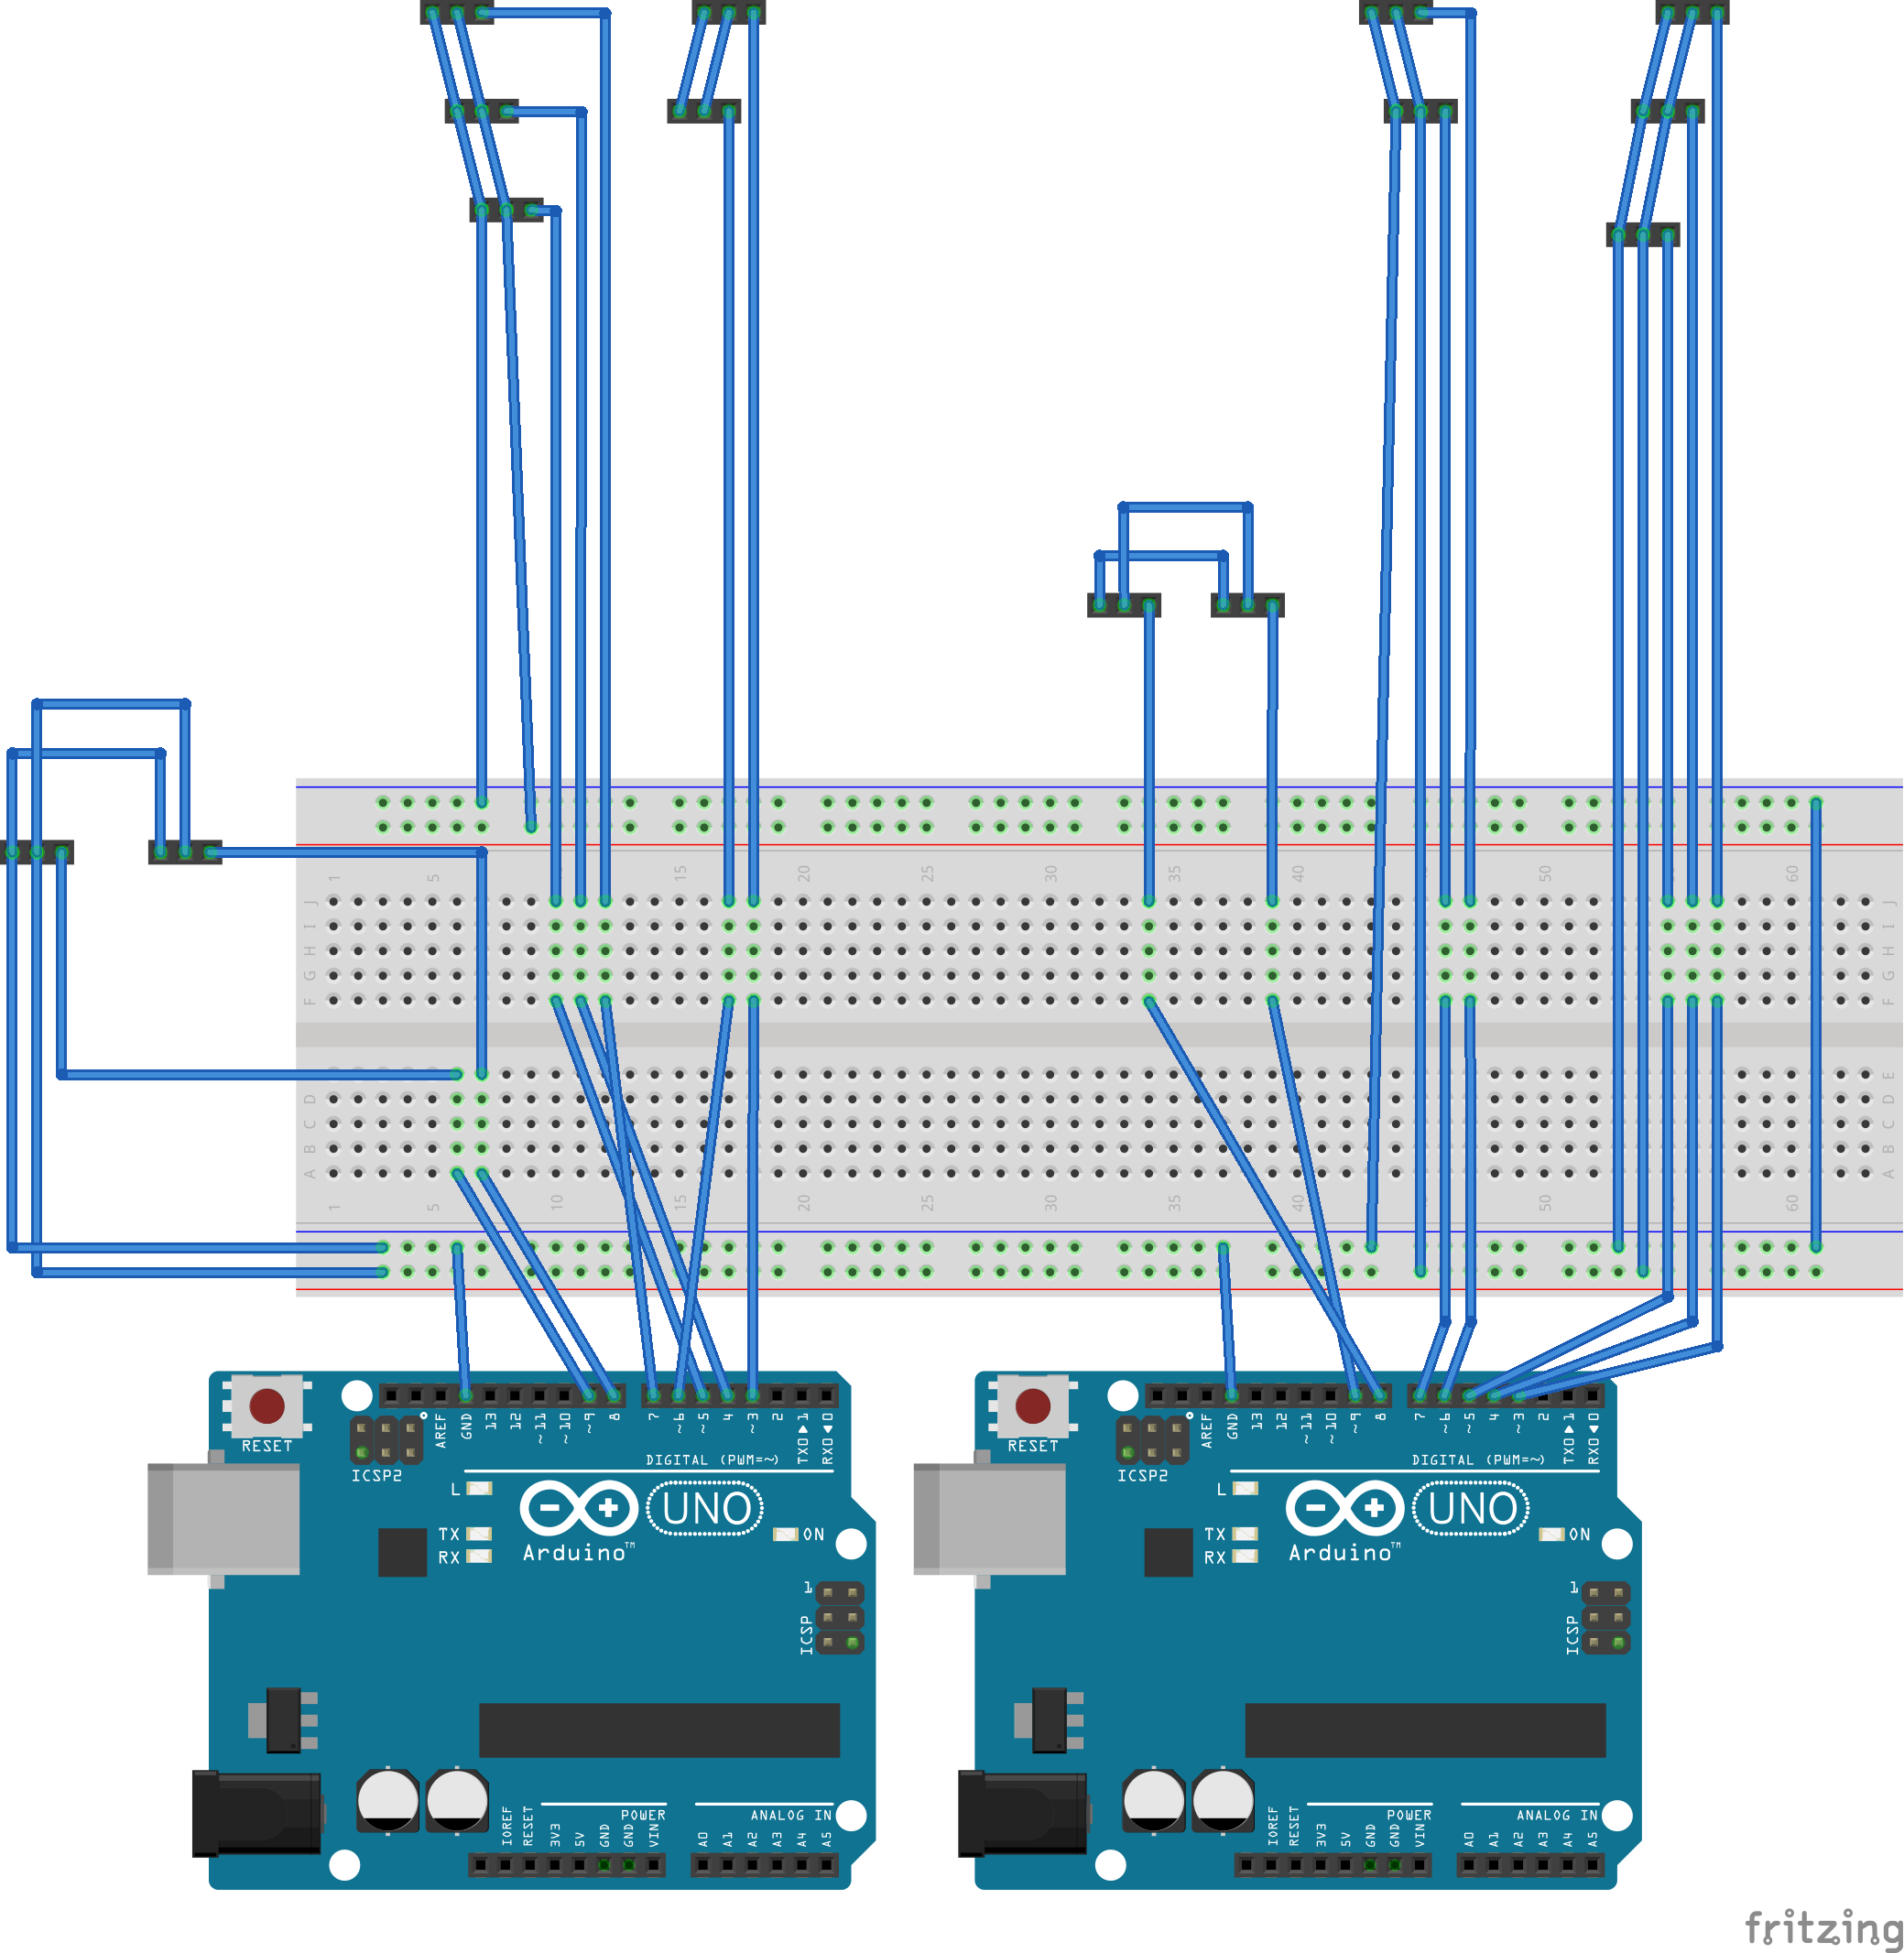 1 5 15 20 25 30 35 40 50 60
J J
I I
H H
G G
F F
E
D D
C C
B B
A A
1 5 10 15 20 25 30 35 40 50 60
RESET
ICSP2
AREF
GND
13
12
~11
~10
~9
8
7
~6
~5
4
~3
2
TX0▶1
RX0◀0
DIGITAL (PWM=~)
L
TX
RX
UNO
Arduino™
ON
1
ICSP
IOREF
RESET
3V3
5V
GND
GND
VIN
POWER
A0
A1
A2
A3
A4
A5
ANALOG IN
RESET
ICSP2
AREF
GND
13
12
~11
~10
~9
8
7
~6
~5
4
~3
2
TX0▶1
RX0◀0
DIGITAL (PWM=~)
L
TX
RX
UNO
Arduino™
ON
1
ICSP
IOREF
RESET
3V3
5V
GND
GND
VIN
POWER
A0
A1
A2
A3
A4
A5
ANALOG IN
fritzing